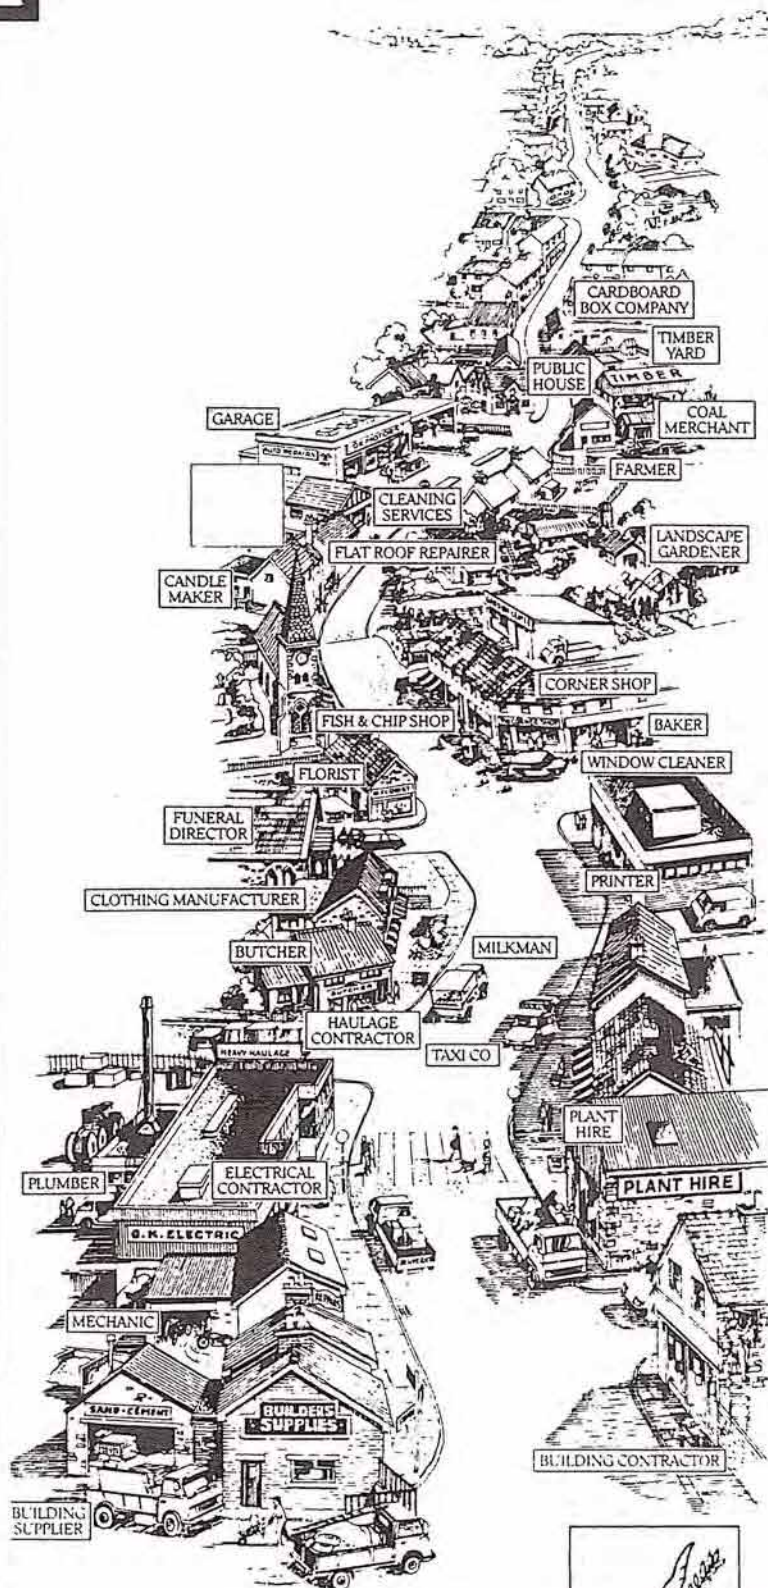 CARDBOARD
BOX COMPANY
TIMBER
YARD
PUBLIC
HOUSE
TIMBER
GARAGE
COAL
MERCHANT
FARMER
CLEANING
SERVICES
FLAT ROOF REPAIRER
LANDSCAPE
GARDENER
CANDLE
MAKER
CORNER SHOP
FISH & CHIP SHOP
BAKER
WINDOW CLEANER
FLORIST
FUNERAL
DIRECTOR
PRINTER
CLOTHING MANUFACTURER
BUTCHER
MILKMAN
HAULAGE
CONTRACTOR
HEAVY HAULAGE
TAXI CO
PLANT
HIRE
PLUMBER
ELECTRICAL
CONTRACTOR
PLANT HIRE
G.K. ELECTRIC
MECHANIC
SAND-CEMENT
BUILDERS
SUPPLIES
BUILDING CONTRACTOR
BUILDING
SUPPLIER